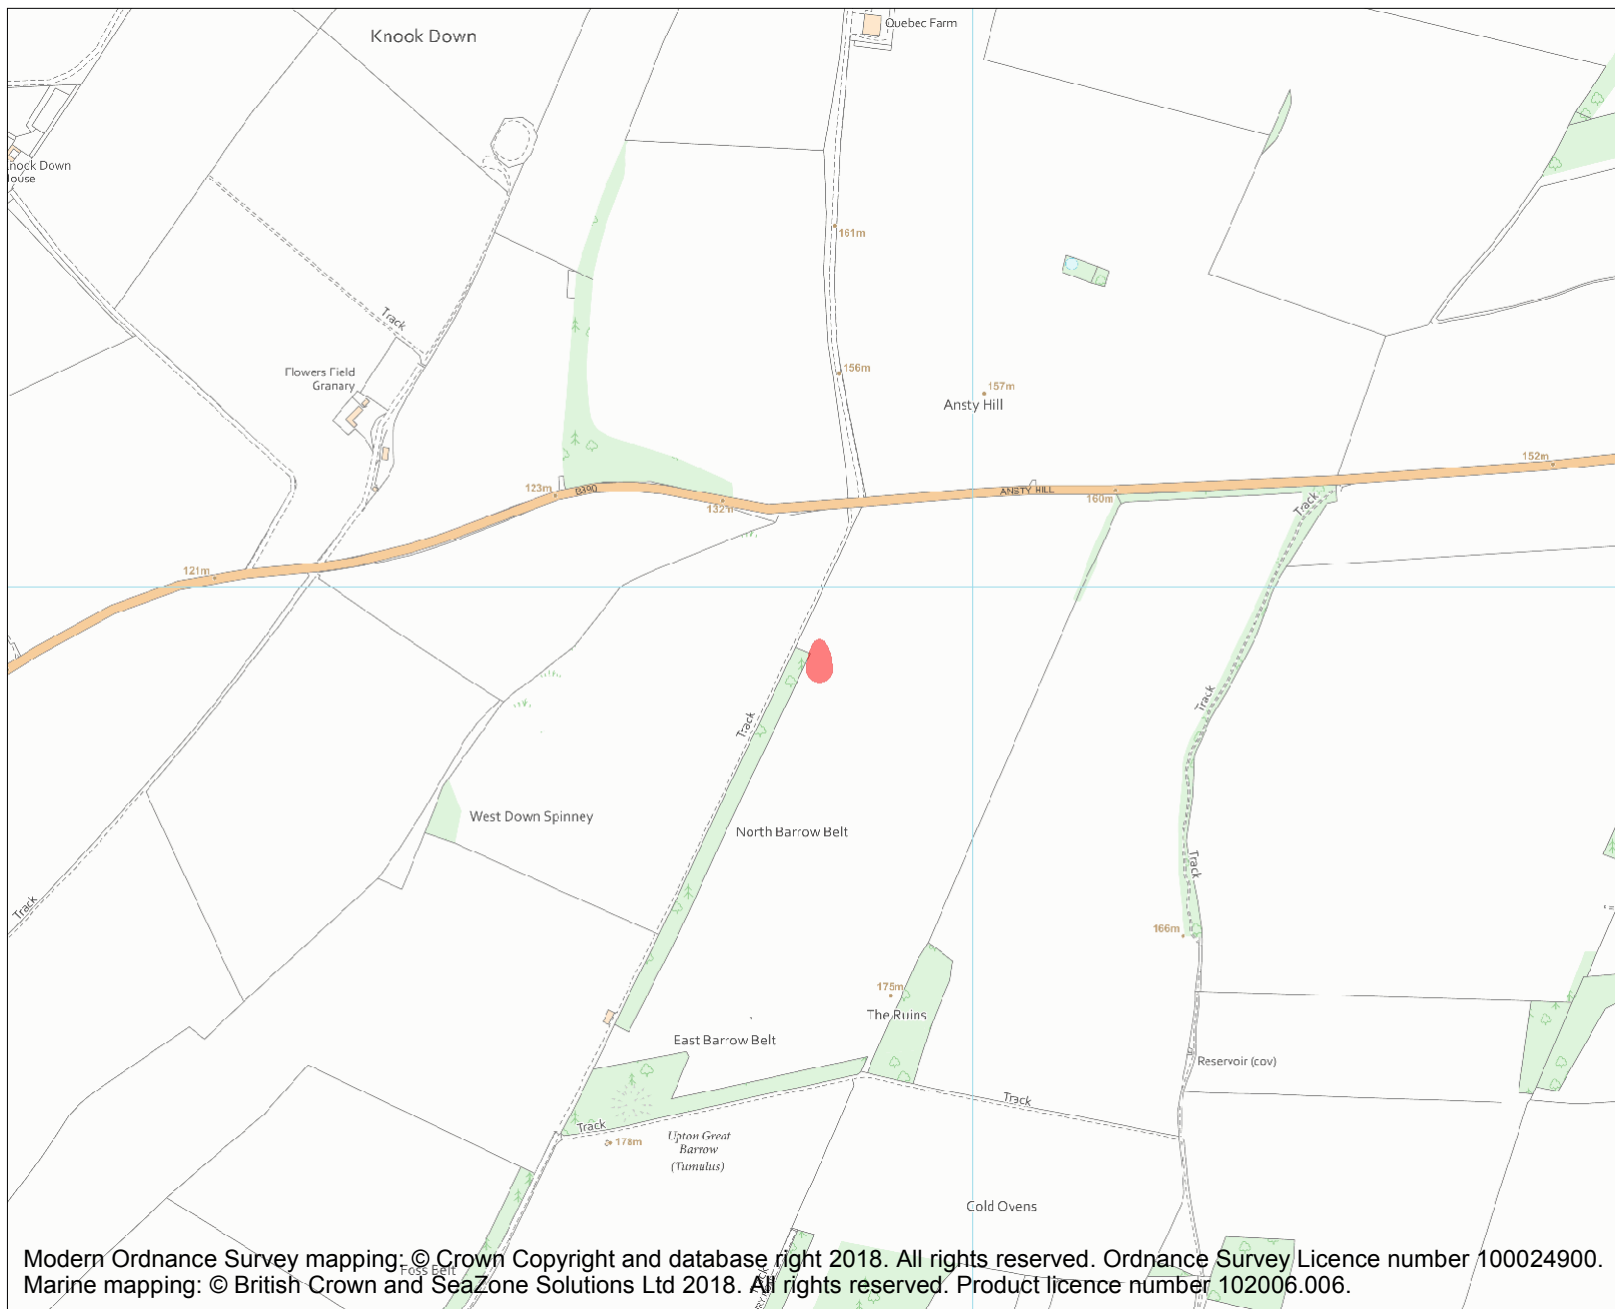 Quebec Farm
Knook Down
nock Down
ouse
161m
Track
156m
Flowers Field
Granary
157m
Ansty Hill
152m
123m
B390
ANSTY HILL
160m
132m
Track
121m
Track
Track
West Down Spinney
North Barrow Belt
Track
Track
166m
175m
The Ruins
East Barrow Belt
Reservoir (cov)
Track
Track
178m
Upton Great
Barrow
(Tumulus)
Cold Ovens
Foss Belt
Track
Modern Ordnance Survey mapping: © Crown Copyright and database right 2018. All rights reserved. Ordnance Survey Licence number 100024900.
Marine mapping: © British Crown and SeaZone Solutions Ltd 2018. All rights reserved. Product licence number 102006.006.